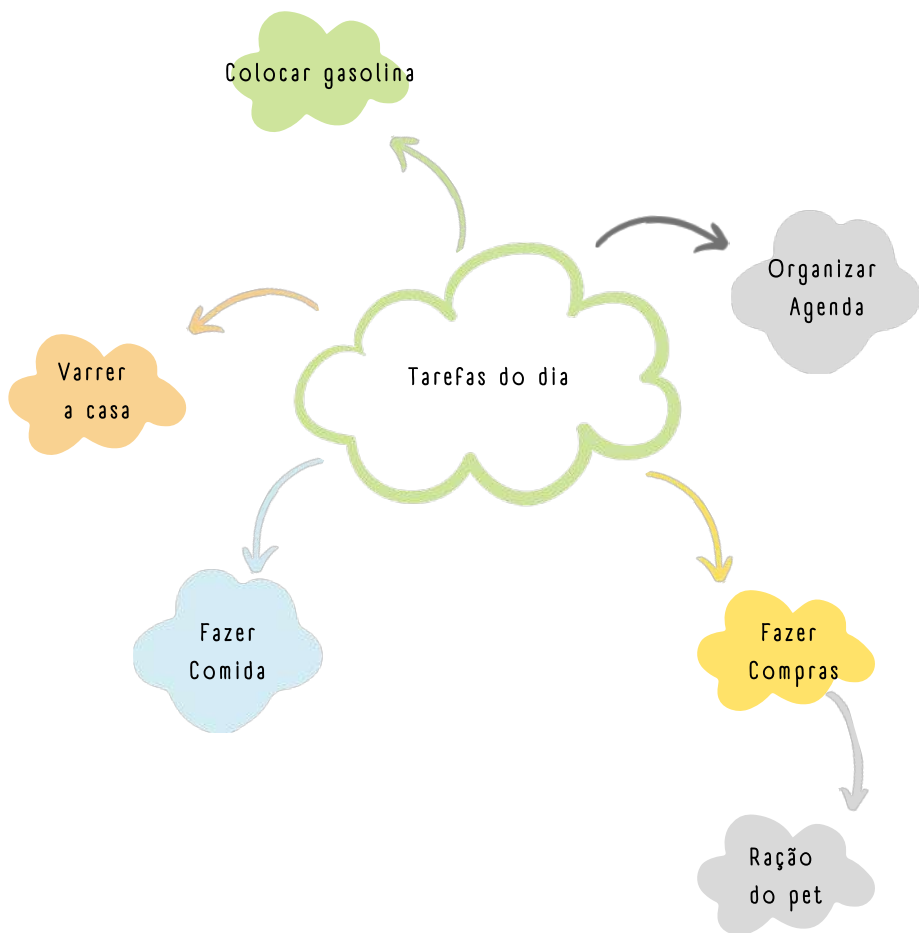 Colocar gasolina
Organizar
Agenda
Tarefas do dia
Varrer
a casa
Fazer
Comida
Fazer
Compras
Ração
do pet